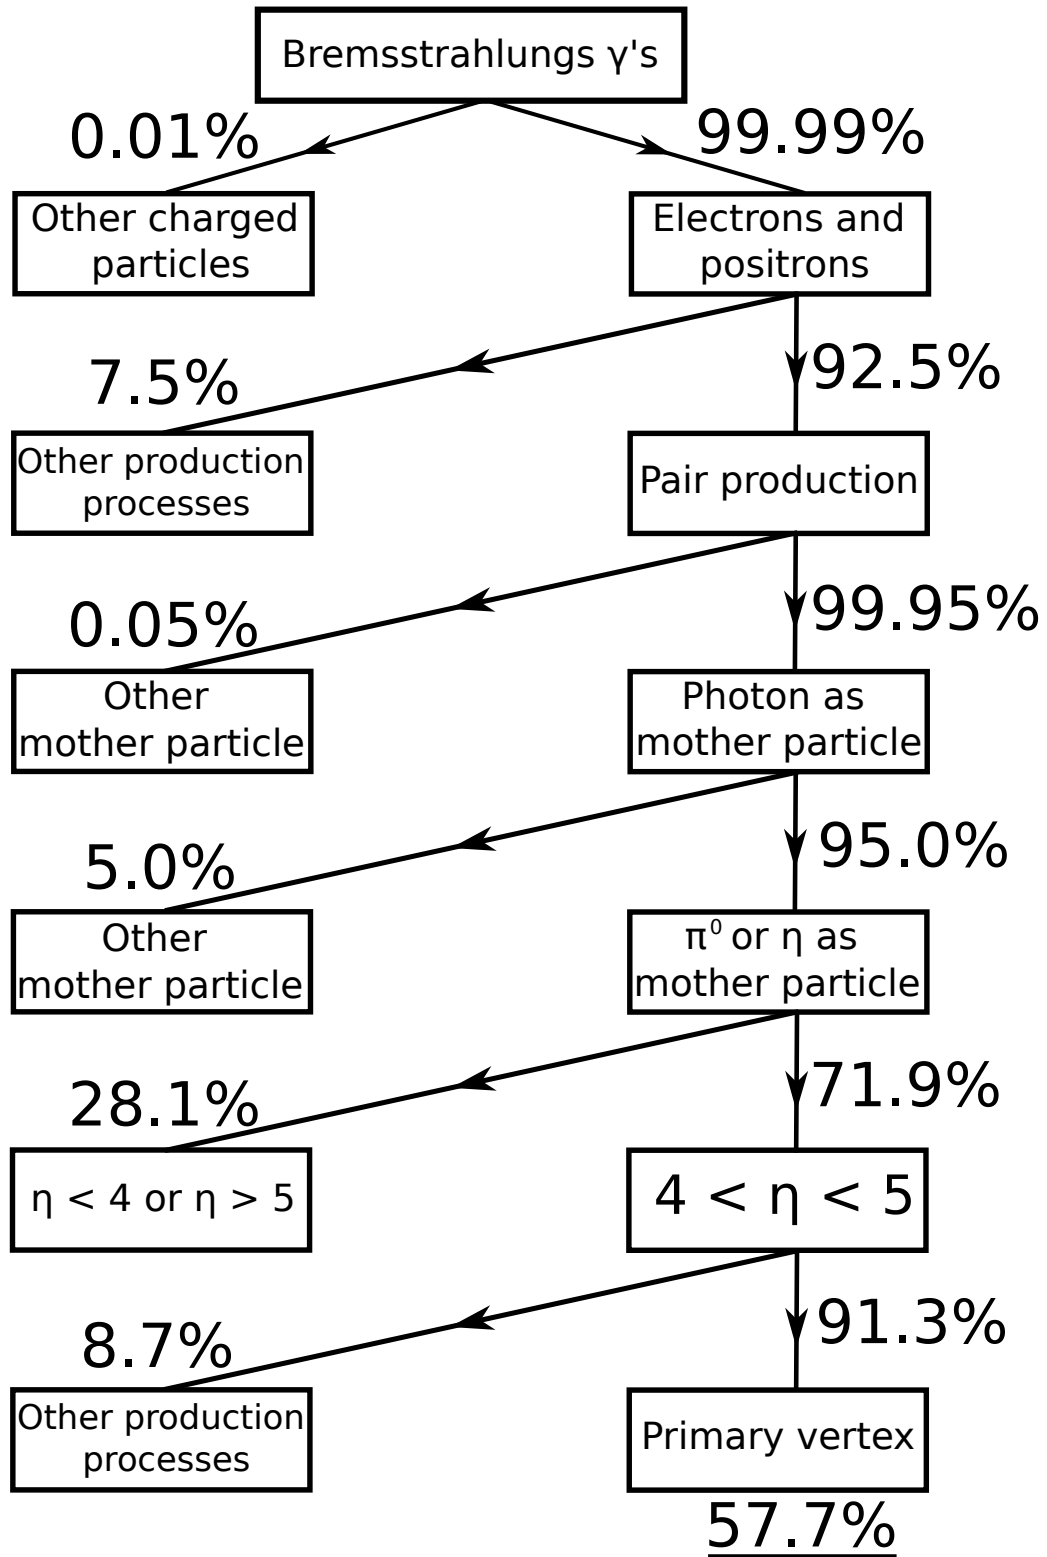 Bremsstrahlungs γ's
0.01%
99.99%
Other charged
particles
Electrons and
positrons
7.5%
92.5%
Other production
processes
Pair production
0.05%
99.95%
Other
mother particle
Photon as
mother particle
5.0%
95.0%
Other
mother particle
π⁰ or η as
mother particle
28.1%
71.9%
η < 4 or η > 5
4 < η < 5
8.7%
91.3%
Other production
processes
Primary vertex
57.7%